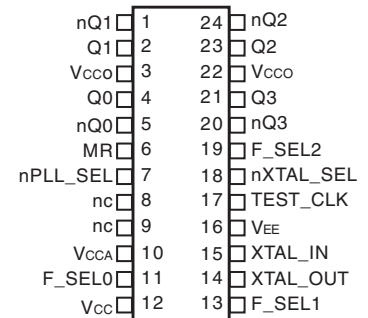 nQ1 1 24 nQ2
Q1 2 23 Q2
VCCO 3 22 VCCO
Q0 4 21 Q3
nQ0 5 20 nQ3
MR 6 19 F_SEL2
nPLL_SEL 7 18 nXTAL_SEL
nc 8 17 TEST_CLK
nc 9 16 VEE
VCCA 10 15 XTAL_IN
F_SEL0 11 14 XTAL_OUT
VCC 12 13 F_SEL1